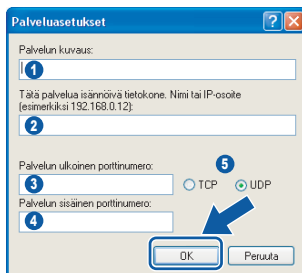 Palveluasetukset
Palvelun kuvaus:
1
Tätä palvelua isännöivä tietokone. Nimi tai IP-osoite
(esimerkiksi 192.168.0.12):
2
Palvelun ulkoinen porttinumero:
5
3
TCP
UDP
Palvelun sisäinen porttinumero:
4
OK
Peruuta